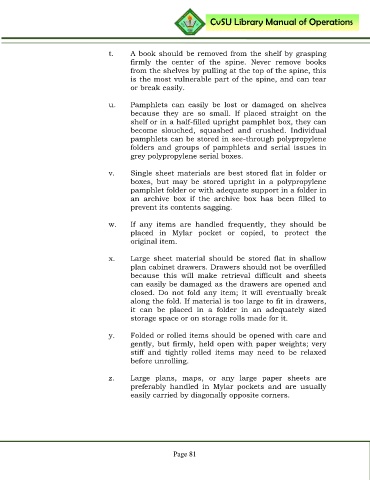 CvSU Library Manual of Operations
t. A book should be removed from the shelf by grasping
firmly the center of the spine. Never remove books
from the shelves by pulling at the top of the spine, this
is the most vulnerable part of the spine, and can tear
or break easily.
u. Pamphlets can easily be lost or damaged on shelves
because they are so small. If placed straight on the
shelf or in a half-filled upright pamphlet box, they can
become slouched, squashed and crushed. Individual
pamphlets can be stored in see-through polypropylene
folders and groups of pamphlets and serial issues in
grey polypropylene serial boxes.
v. Single sheet materials are best stored flat in folder or
boxes, but may be stored upright in a polypropylene
pamphlet folder or with adequate support in a folder in
an archive box if the archive box has been filled to
prevent its contents sagging.
w. If any items are handled frequently, they should be
placed in Mylar pocket or copied, to protect the
original item.
x. Large sheet material should be stored flat in shallow
plan cabinet drawers. Drawers should not be overfilled
because this will make retrieval difficult and sheets
can easily be damaged as the drawers are opened and
closed. Do not fold any item; it will eventually break
along the fold. If material is too large to fit in drawers,
it can be placed in a folder in an adequately sized
storage space or on storage rolls made for it.
y. Folded or rolled items should be opened with care and
gently, but firmly, held open with paper weights; very
stiff and tightly rolled items may need to be relaxed
before unrolling.
z. Large plans, maps, or any large paper sheets are
preferably handled in Mylar pockets and are usually
easily carried by diagonally opposite corners.
Page 81